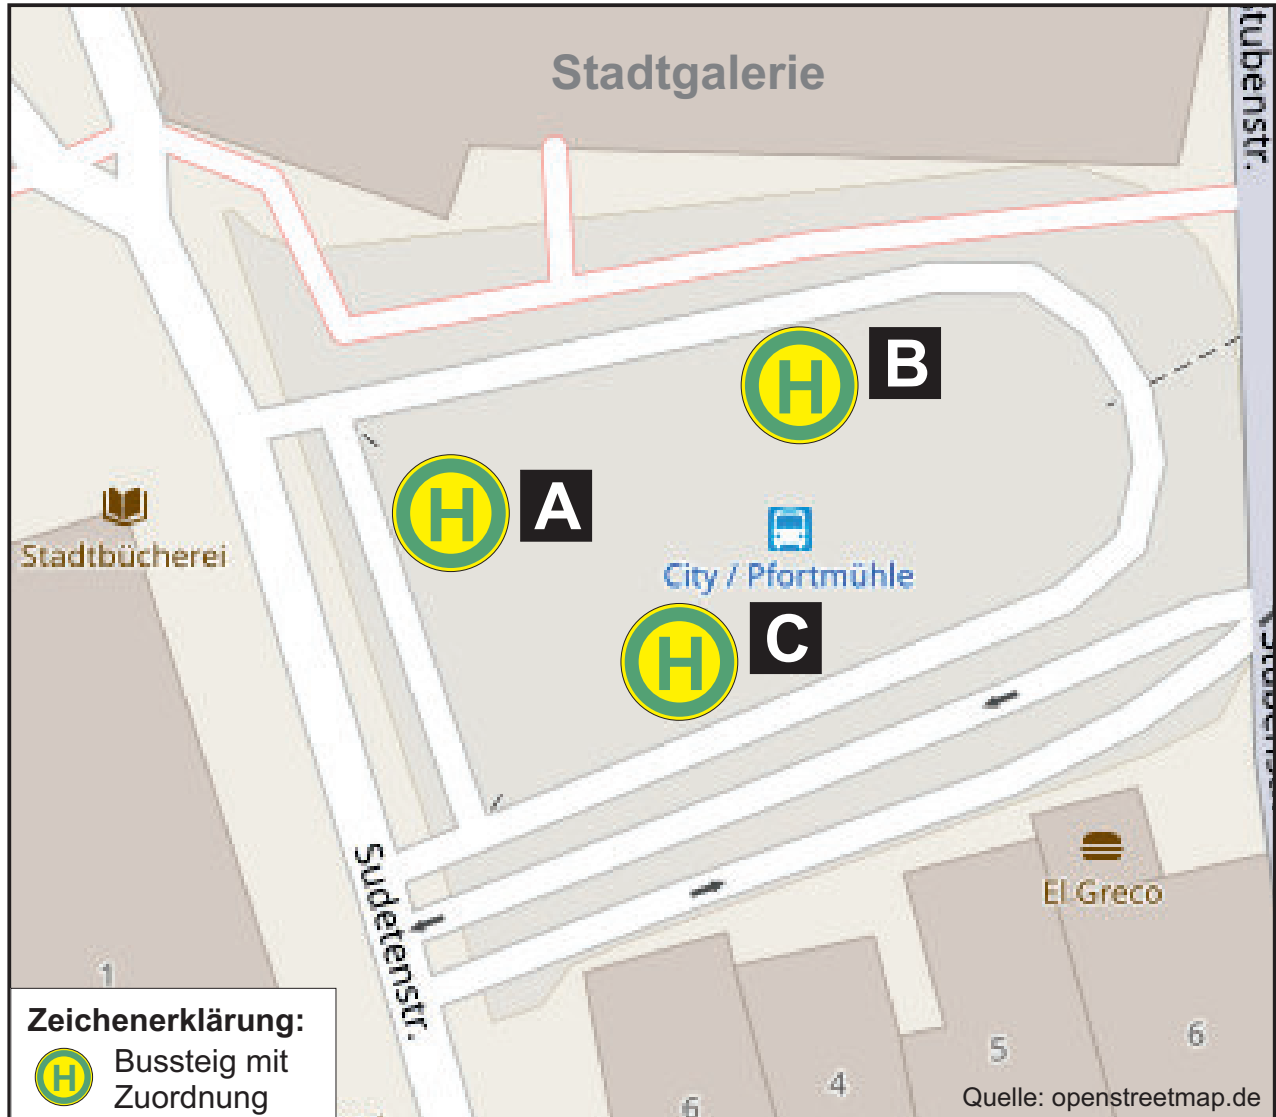 Stadtgalerie
tubenstr.
H B
H A
Stadtbücherei
City / Pfortmühle
H C
Sudetenstr.
El Greco
1
5
6
4
6
Zeichenerklärung:
H Bussteig mit
Zuordnung
Quelle: openstreetmap.de